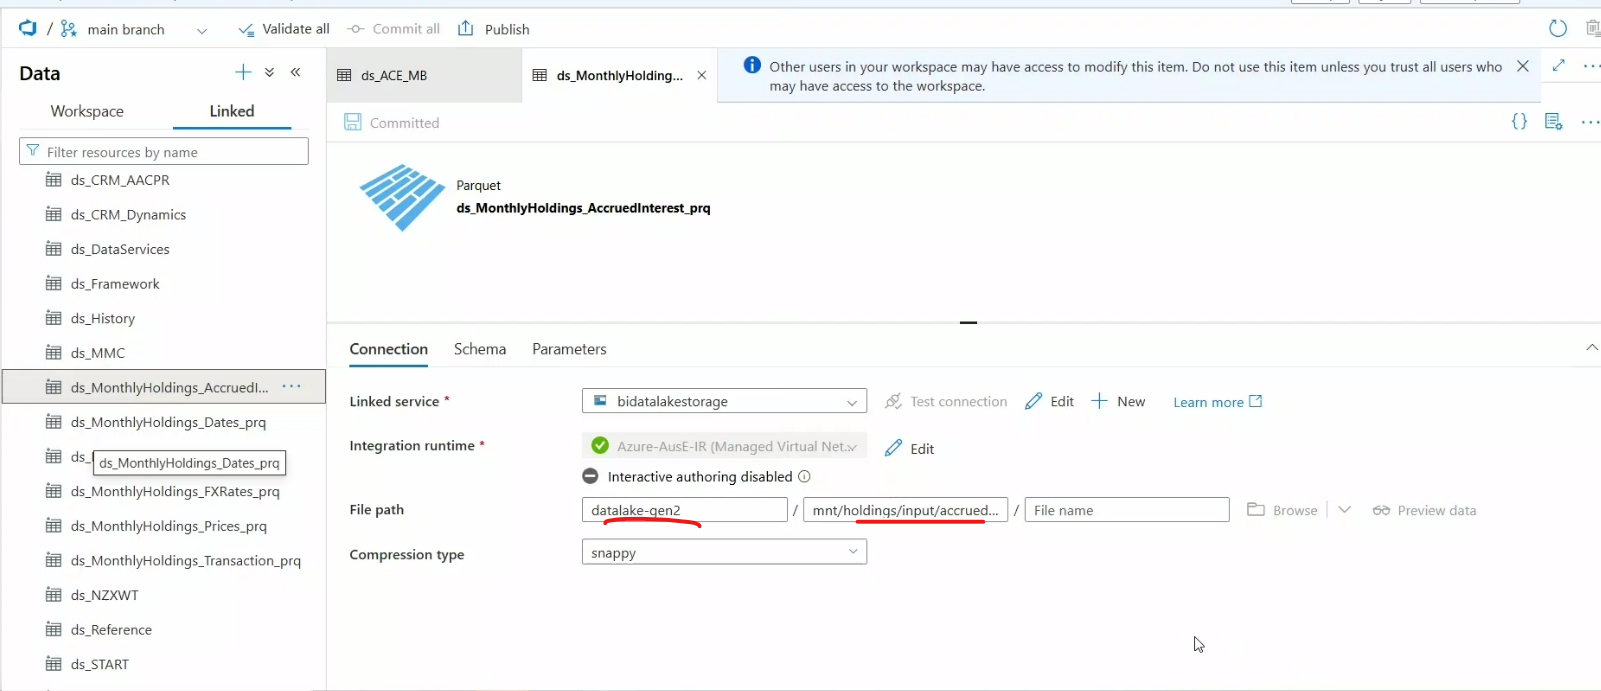 / main branch Validate all Commit all Publish
Data
Workspace Linked
Filter resources by name
ds_CRM_AACPR
ds_CRM_Dynamics
ds_DataServices
ds_Framework
ds_History
ds_MMC
ds_MonthlyHoldings_AccruedI... ...
ds_MonthlyHoldings_Dates_prq
ds_
ds_MonthlyHoldings_Dates_prq
ds_MonthlyHoldings_FXRates_prq
ds_MonthlyHoldings_Prices_prq
ds_MonthlyHoldings_Transaction_prq
ds_NZXWT
ds_Reference
ds_START
ds_ACE_MB
ds_MonthlyHolding...
Other users in your workspace may have access to modify this item. Do not use this item unless you trust all users who
may have access to the workspace.
Committed
{}
Parquet
ds_MonthlyHoldings_AccruedInterest_prq
Connection Schema Parameters
Linked service * bidatalakestorage Test connection Edit New Learn more
Integration runtime * Azure-AusE-IR (Managed Virtual Net... Edit
Interactive authoring disabled
File path datalake-gen2 / mnt/holdings/input/accrued... / File name Browse Preview data
Compression type snappy